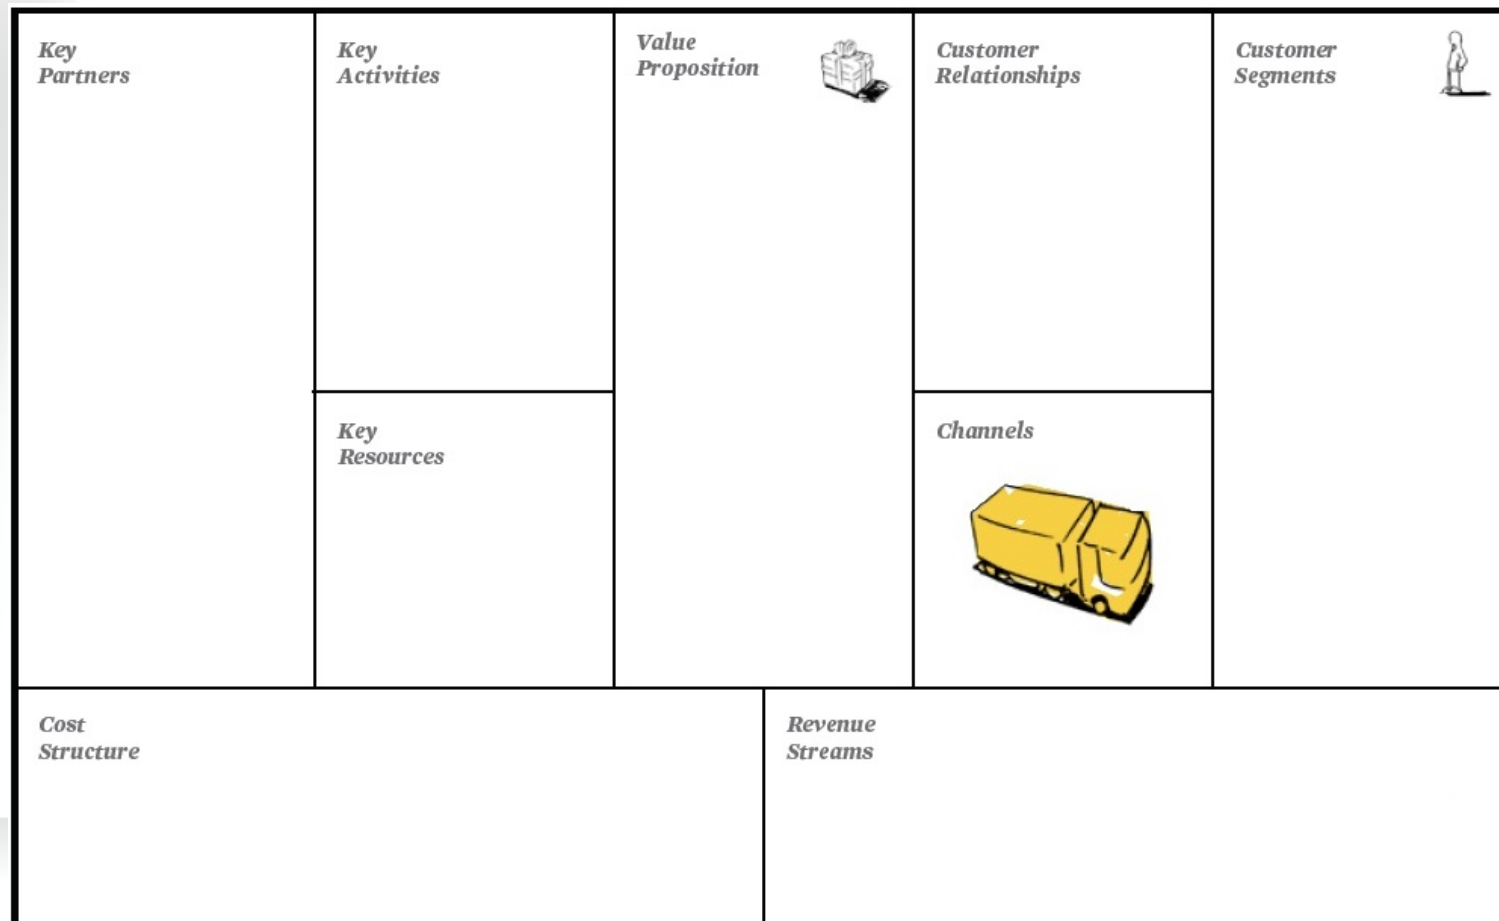 Key
Partners
Key
Activities
Value
Proposition
Customer
Relationships
Customer
Segments
Key
Resources
Channels
Cost
Structure
Revenue
Streams